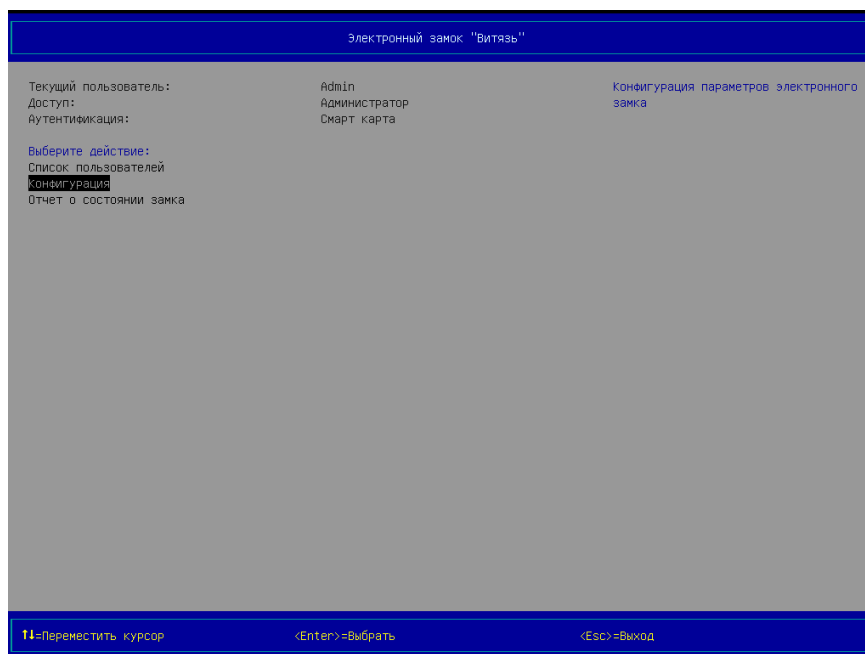 Электронный замок "Витязь"
Текущий пользователь: Admin
Доступ: Администратор
Аутентификация: Смарт карта
Конфигурация параметров электронного
замка
Выберите действие:
Список пользователей
Конфигурация
Отчет о состоянии замка
↑↓=Переместить курсор <Enter>=Выбрать <Esc>=Выход